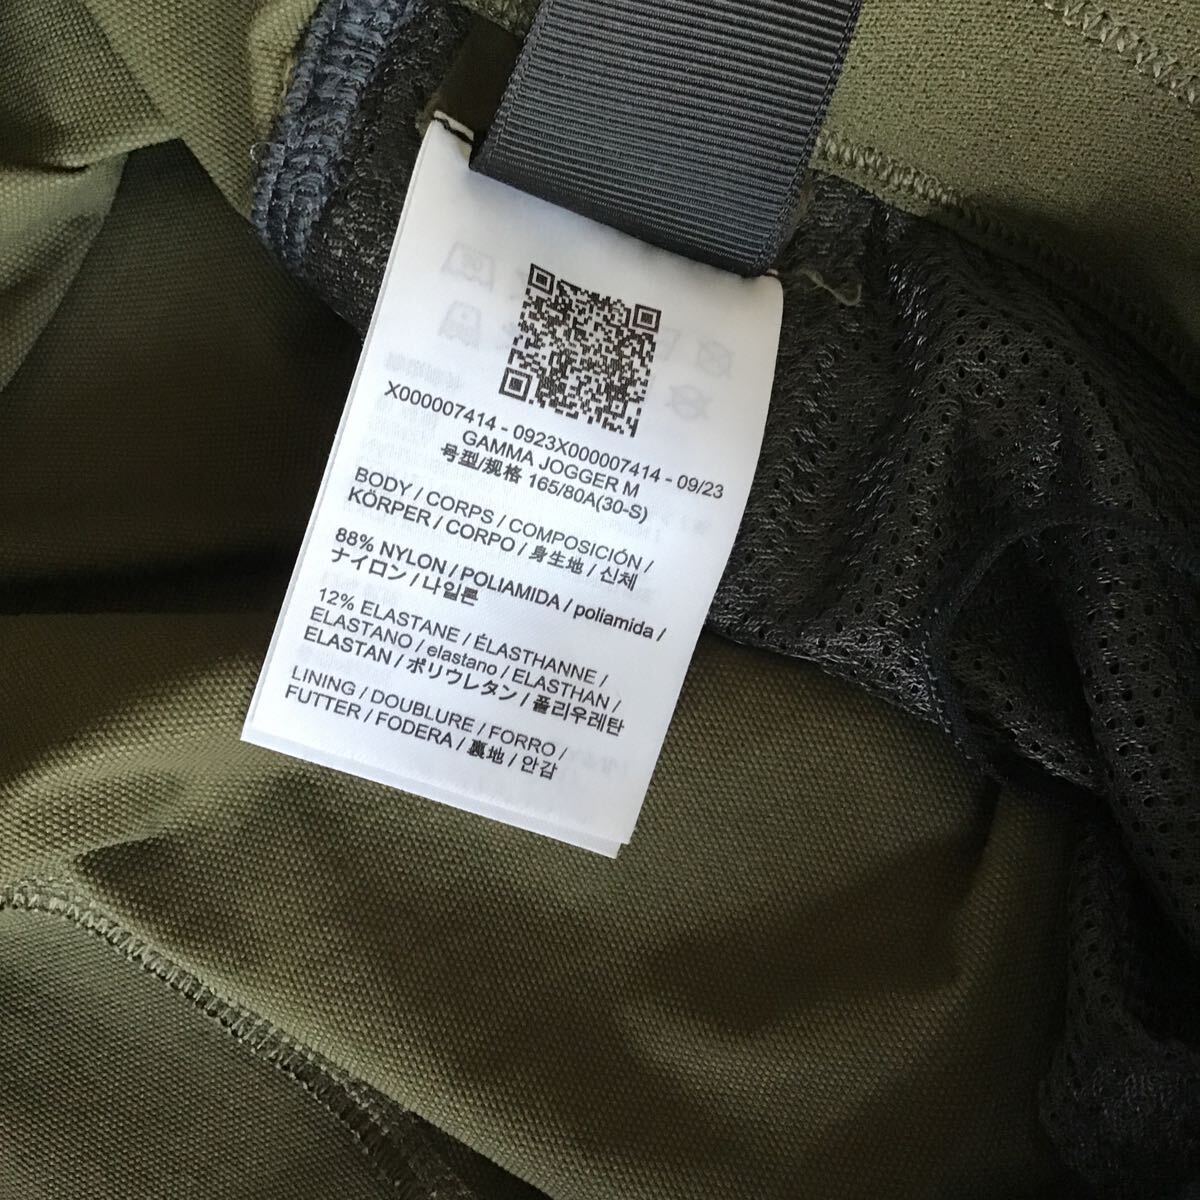 X000007414 - 0923X000007414 - 09/23
GAMMA JOGGER M
号型/规格 165/80A(30-S)
BODY / CORPS / COMPOSICIÓN /
KÖRPER / CORPO / 身生地 / 신체
88% NYLON / POLIAMIDA / poliamida /
ナイロン / 나일론
12% ELASTANE / ÉLASTHANNE /
ELASTANO / elastano / ELASTHAN /
ELASTAN / ポリウレタン / 폴리우레탄
LINING / DOUBLURE / FORRO /
FUTTER / FODERA / 裏地 / 안감